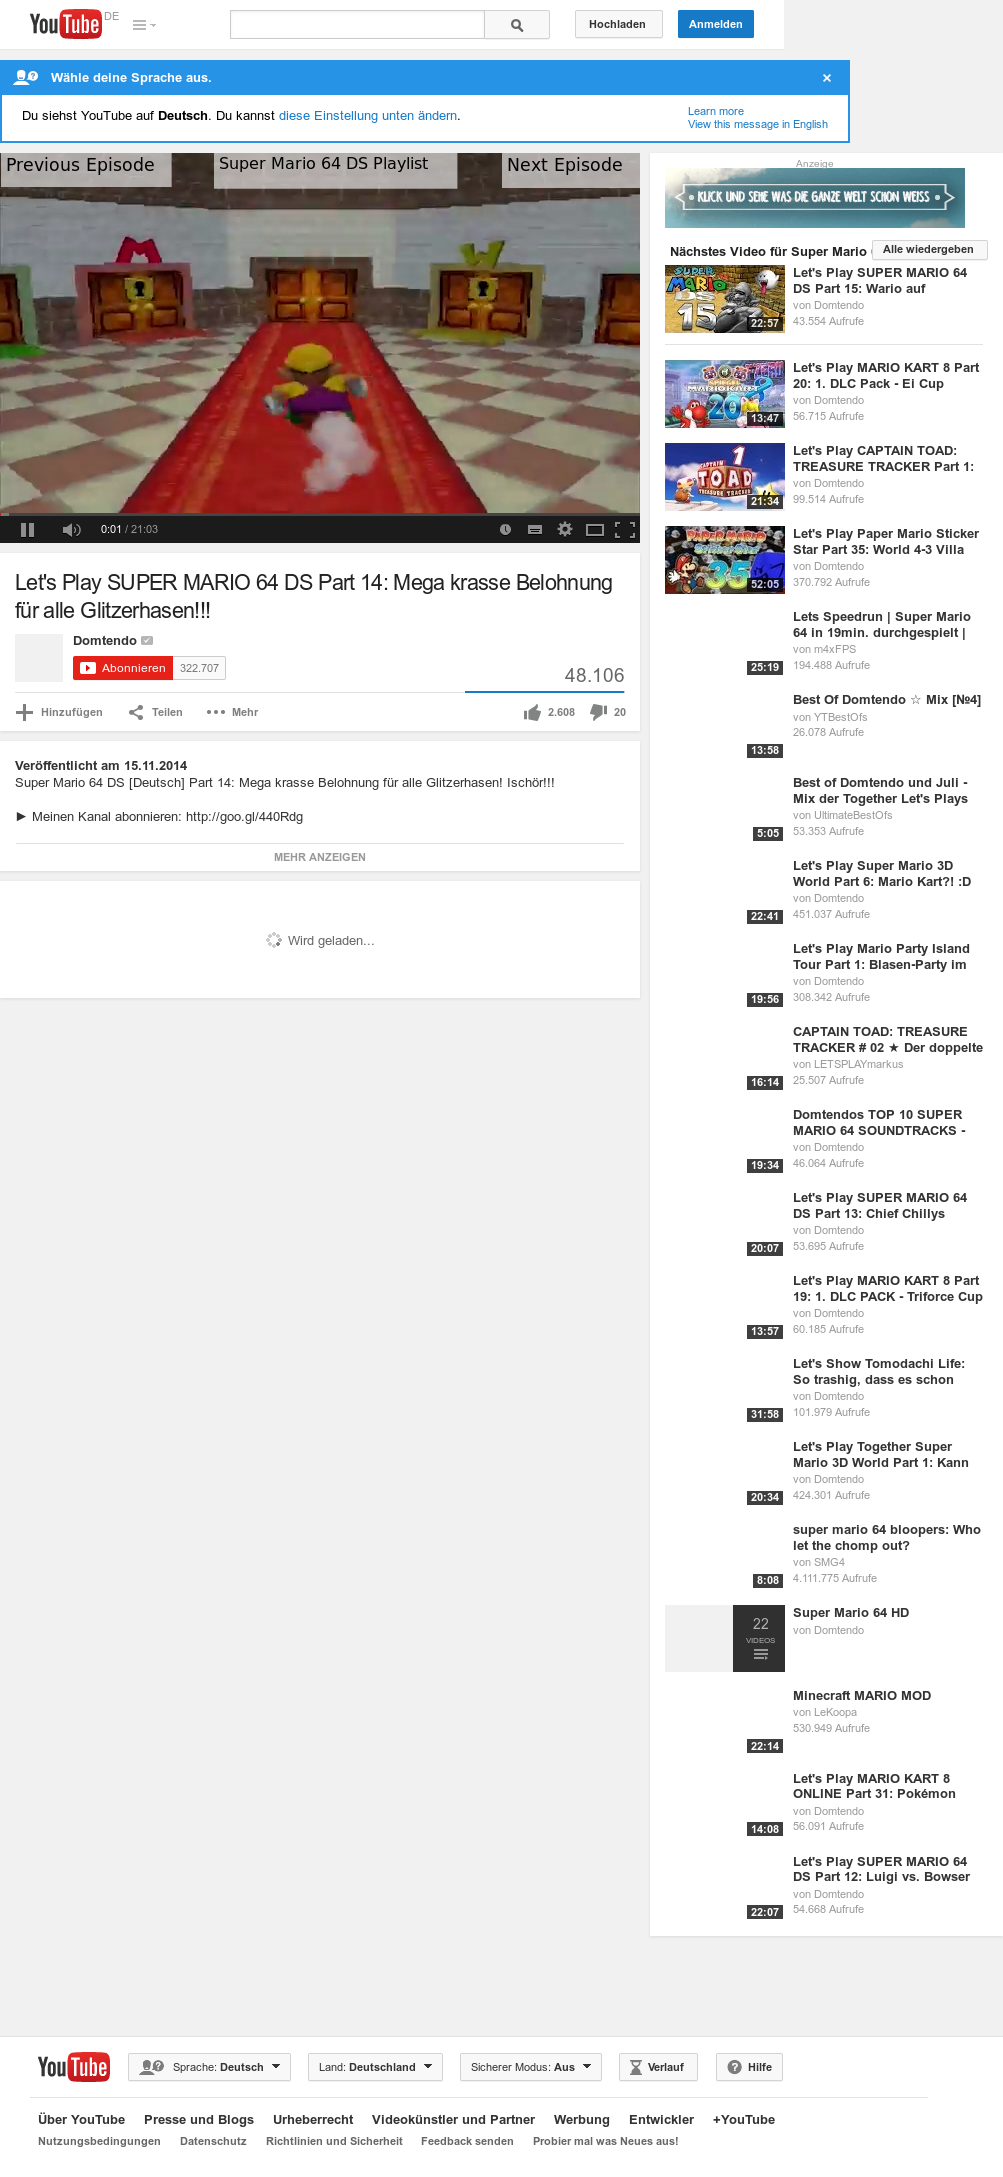 YouTube DE
Hochladen
Anmelden
Wähle deine Sprache aus.
×
Du siehst YouTube auf Deutsch. Du kannst diese Einstellung unten ändern.
Learn more
View this message in English
Previous Episode
Super Mario 64 DS Playlist
Next Episode
0:01 / 21:03
Let's Play SUPER MARIO 64 DS Part 14: Mega krasse Belohnung
für alle Glitzerhasen!!!
Domtendo
Abonnieren 322.707
48.106
Hinzufügen
Teilen
Mehr
2.608
20
Veröffentlicht am 15.11.2014
Super Mario 64 DS [Deutsch] Part 14: Mega krasse Belohnung für alle Glitzerhasen! Ischör!!!
► Meinen Kanal abonnieren: http://goo.gl/440Rdg
MEHR ANZEIGEN
Wird geladen...
Anzeige
KLICK UND SEHE WAS DIE GANZE WELT SCHON WEISS
Nächstes Video für Super Mario
Alle wiedergeben
SUPER MARIO DS 15
22:57
Let's Play SUPER MARIO 64
DS Part 15: Wario auf
von Domtendo
43.554 Aufrufe
SPIEGEL
MARIOKART 8
20
13:47
Let's Play MARIO KART 8 Part
20: 1. DLC Pack - Ei Cup
von Domtendo
56.715 Aufrufe
1
CAPTAIN
TOAD
TREASURE TRACKER
21:34
Let's Play CAPTAIN TOAD:
TREASURE TRACKER Part 1:
von Domtendo
99.514 Aufrufe
PAPER MARIO
35
52:05
Let's Play Paper Mario Sticker
Star Part 35: World 4-3 Villa
von Domtendo
370.792 Aufrufe
25:19
Lets Speedrun | Super Mario
64 in 19min. durchgespielt |
von m4xFPS
194.488 Aufrufe
13:58
Best Of Domtendo ☆ Mix [№4]
von YTBestOfs
26.078 Aufrufe
5:05
Best of Domtendo und Juli -
Mix der Together Let's Plays
von UltimateBestOfs
53.353 Aufrufe
22:41
Let's Play Super Mario 3D
World Part 6: Mario Kart?! :D
von Domtendo
451.037 Aufrufe
19:56
Let's Play Mario Party Island
Tour Part 1: Blasen-Party im
von Domtendo
308.342 Aufrufe
16:14
CAPTAIN TOAD: TREASURE
TRACKER # 02 ★ Der doppelte
von LETSPLAYmarkus
25.507 Aufrufe
19:34
Domtendos TOP 10 SUPER
MARIO 64 SOUNDTRACKS -
von Domtendo
46.064 Aufrufe
20:07
Let's Play SUPER MARIO 64
DS Part 13: Chief Chillys
von Domtendo
53.695 Aufrufe
13:57
Let's Play MARIO KART 8 Part
19: 1. DLC PACK - Triforce Cup
von Domtendo
60.185 Aufrufe
31:58
Let's Show Tomodachi Life:
So trashig, dass es schon
von Domtendo
101.979 Aufrufe
20:34
Let's Play Together Super
Mario 3D World Part 1: Kann
von Domtendo
424.301 Aufrufe
8:08
super mario 64 bloopers: Who
let the chomp out?
von SMG4
4.111.775 Aufrufe
22
VIDEOS
Super Mario 64 HD
von Domtendo
22:14
Minecraft MARIO MOD
von LeKoopa
530.949 Aufrufe
14:08
Let's Play MARIO KART 8
ONLINE Part 31: Pokémon
von Domtendo
56.091 Aufrufe
22:07
Let's Play SUPER MARIO 64
DS Part 12: Luigi vs. Bowser
von Domtendo
54.668 Aufrufe
YouTube
Sprache: Deutsch
Land: Deutschland
Sicherer Modus: Aus
Verlauf
Hilfe
Über YouTube Presse und Blogs Urheberrecht Videokünstler und Partner Werbung Entwickler +YouTube
Nutzungsbedingungen Datenschutz Richtlinien und Sicherheit Feedback senden Probier mal was Neues aus!